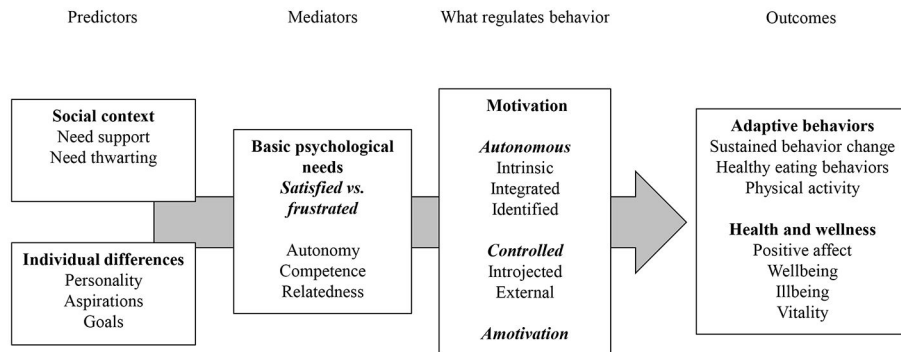 Predictors
Mediators
What regulates behavior
Outcomes
Social context
Need support
Need thwarting
Individual differences
Personality
Aspirations
Goals
Basic psychological
needs
Satisfied vs.
frustrated
Autonomy
Competence
Relatedness
Motivation
Autonomous
Intrinsic
Integrated
Identified
Controlled
Introjected
External
Amotivation
Adaptive behaviors
Sustained behavior change
Healthy eating behaviors
Physical activity
Health and wellness
Positive affect
Wellbeing
Illbeing
Vitality